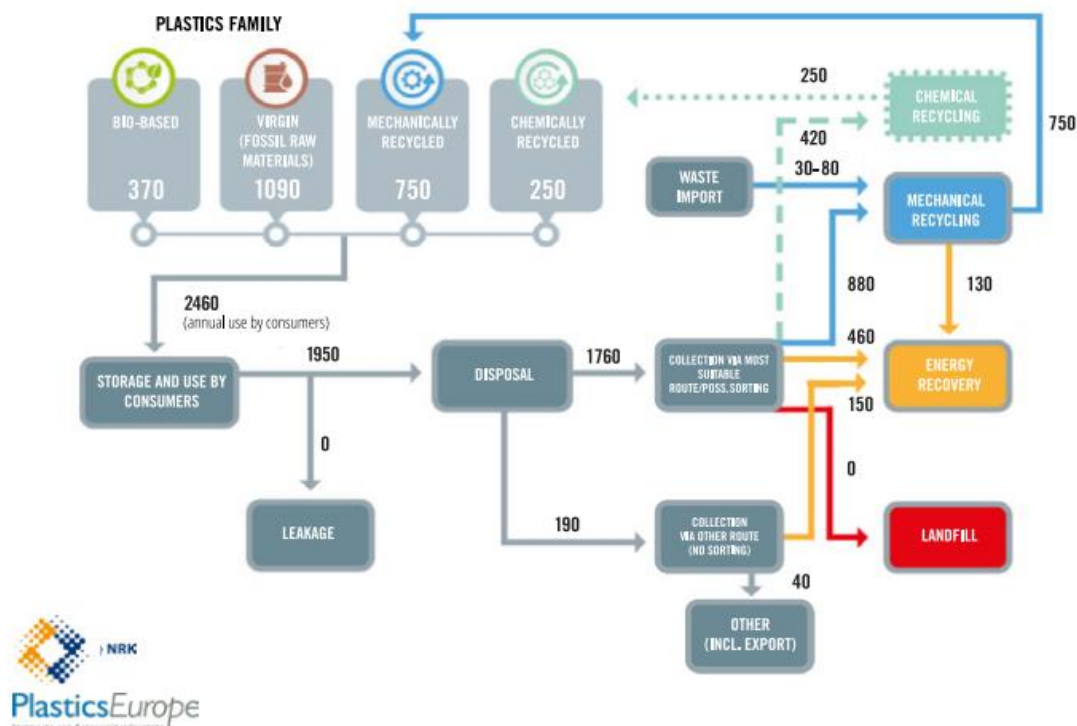 PLASTICS FAMILY
BIO-BASED
370
VIRGIN
(FOSSIL RAW
MATERIALS)
1090
MECHANICALLY
RECYCLED
750
CHEMICALLY
RECYCLED
250
250
CHEMICAL
RECYCLING
420
750
WASTE
IMPORT
30-80
MECHANICAL
RECYCLING
2460
(annual use by consumers)
880
130
STORAGE AND USE BY
CONSUMERS
1950
DISPOSAL
1760
COLLECTION VIA MOST
SUITABLE
ROUTE/POSS.SORTING
460
ENERGY
RECOVERY
150
0
0
LEAKAGE
190
COLLECTION
VIA OTHER ROUTE
(NO SORTING)
LANDFILL
40
OTHER
(INCL. EXPORT)
NRK
PlasticsEurope